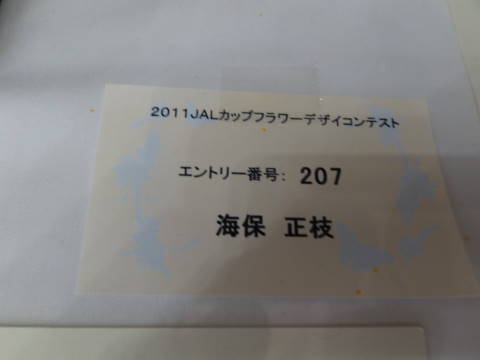 2011JALカップフラワーデザイコンテスト
エントリー番号: 207
海保 正枝